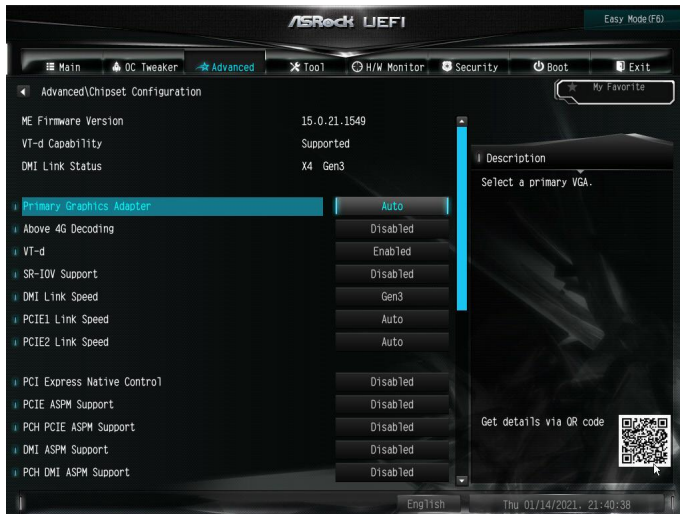 ASRock UEFI
Easy Mode(F6)
Main OC Tweaker Advanced Tool H/W Monitor Security Boot Exit
Advanced\Chipset Configuration
My Favorite
ME Firmware Version 15.0.21.1549
VT-d Capability Supported
DMI Link Status X4 Gen3
Description
Select a primary VGA.
Primary Graphics Adapter Auto
Above 4G Decoding Disabled
VT-d Enabled
SR-IOV Support Disabled
DMI Link Speed Gen3
PCIE1 Link Speed Auto
PCIE2 Link Speed Auto
PCI Express Native Control Disabled
PCIE ASPM Support Disabled
PCH PCIE ASPM Support Disabled
DMI ASPM Support Disabled
PCH DMI ASPM Support Disabled
Get details via QR code
English
Thu 01/14/2021. 21:40:38